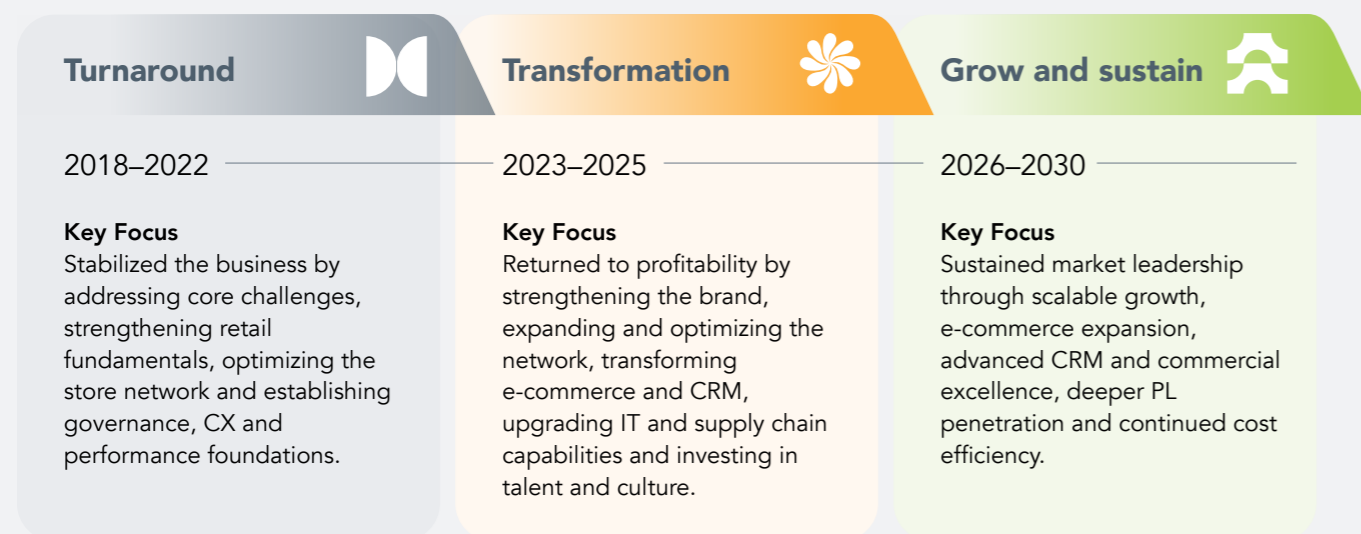 Turnaround
2018–2022
Key Focus
Stabilized the business by
addressing core challenges,
strengthening retail
fundamentals, optimizing the
store network and establishing
governance, CX and
performance foundations.
Transformation
2023–2025
Key Focus
Returned to profitability by
strengthening the brand,
expanding and optimizing the
network, transforming
e-commerce and CRM,
upgrading IT and supply chain
capabilities and investing in
talent and culture.
Grow and sustain
2026–2030
Key Focus
Sustained market leadership
through scalable growth,
e-commerce expansion,
advanced CRM and commercial
excellence, deeper PL
penetration and continued cost
efficiency.